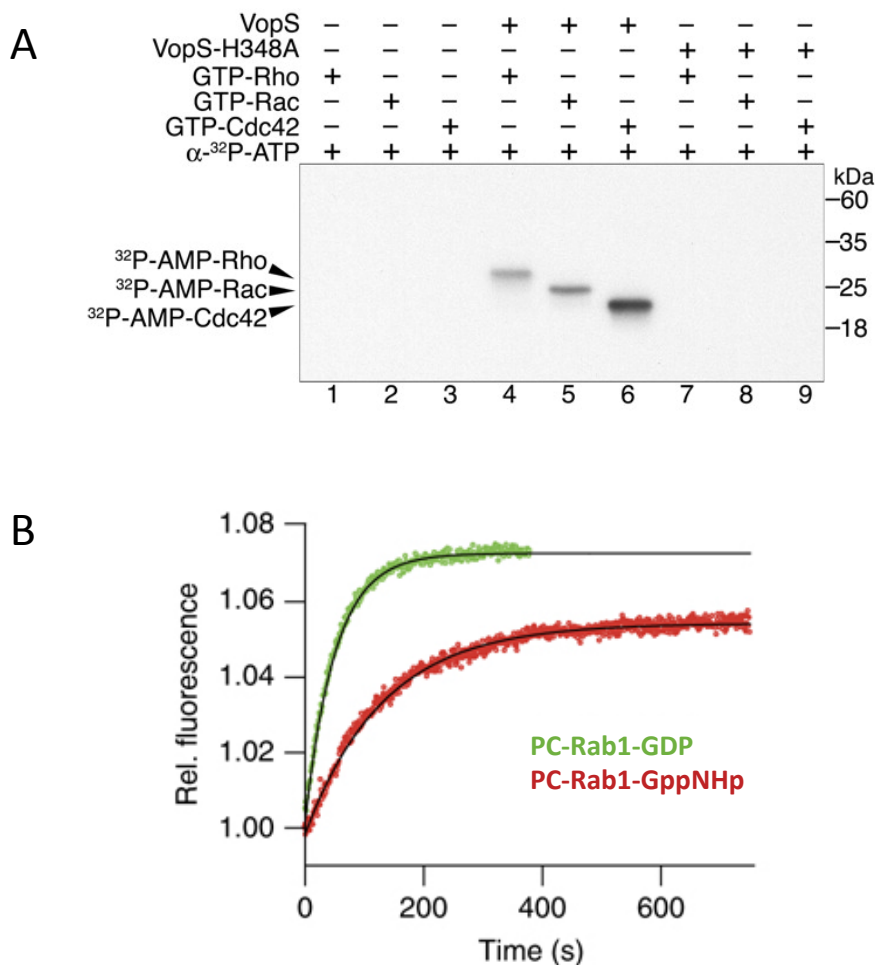 A
VopS – – – + + + – – –
VopS-H348A – – – – – – + + +
GTP-Rho + – – + – – + – –
GTP-Rac – + – – + – – + –
GTP-Cdc42 – – + – – + – – +
α-³²P-ATP + + + + + + + + +
kDa
60
35
³²P-AMP-Rho
³²P-AMP-Rac 25
³²P-AMP-Cdc42
18
1 2 3 4 5 6 7 8 9
B
1.08
1.06
1.04
1.02
1.00
Rel. fluorescence
PC-Rab1-GDP
PC-Rab1-GppNHp
0 200 400 600
Time (s)